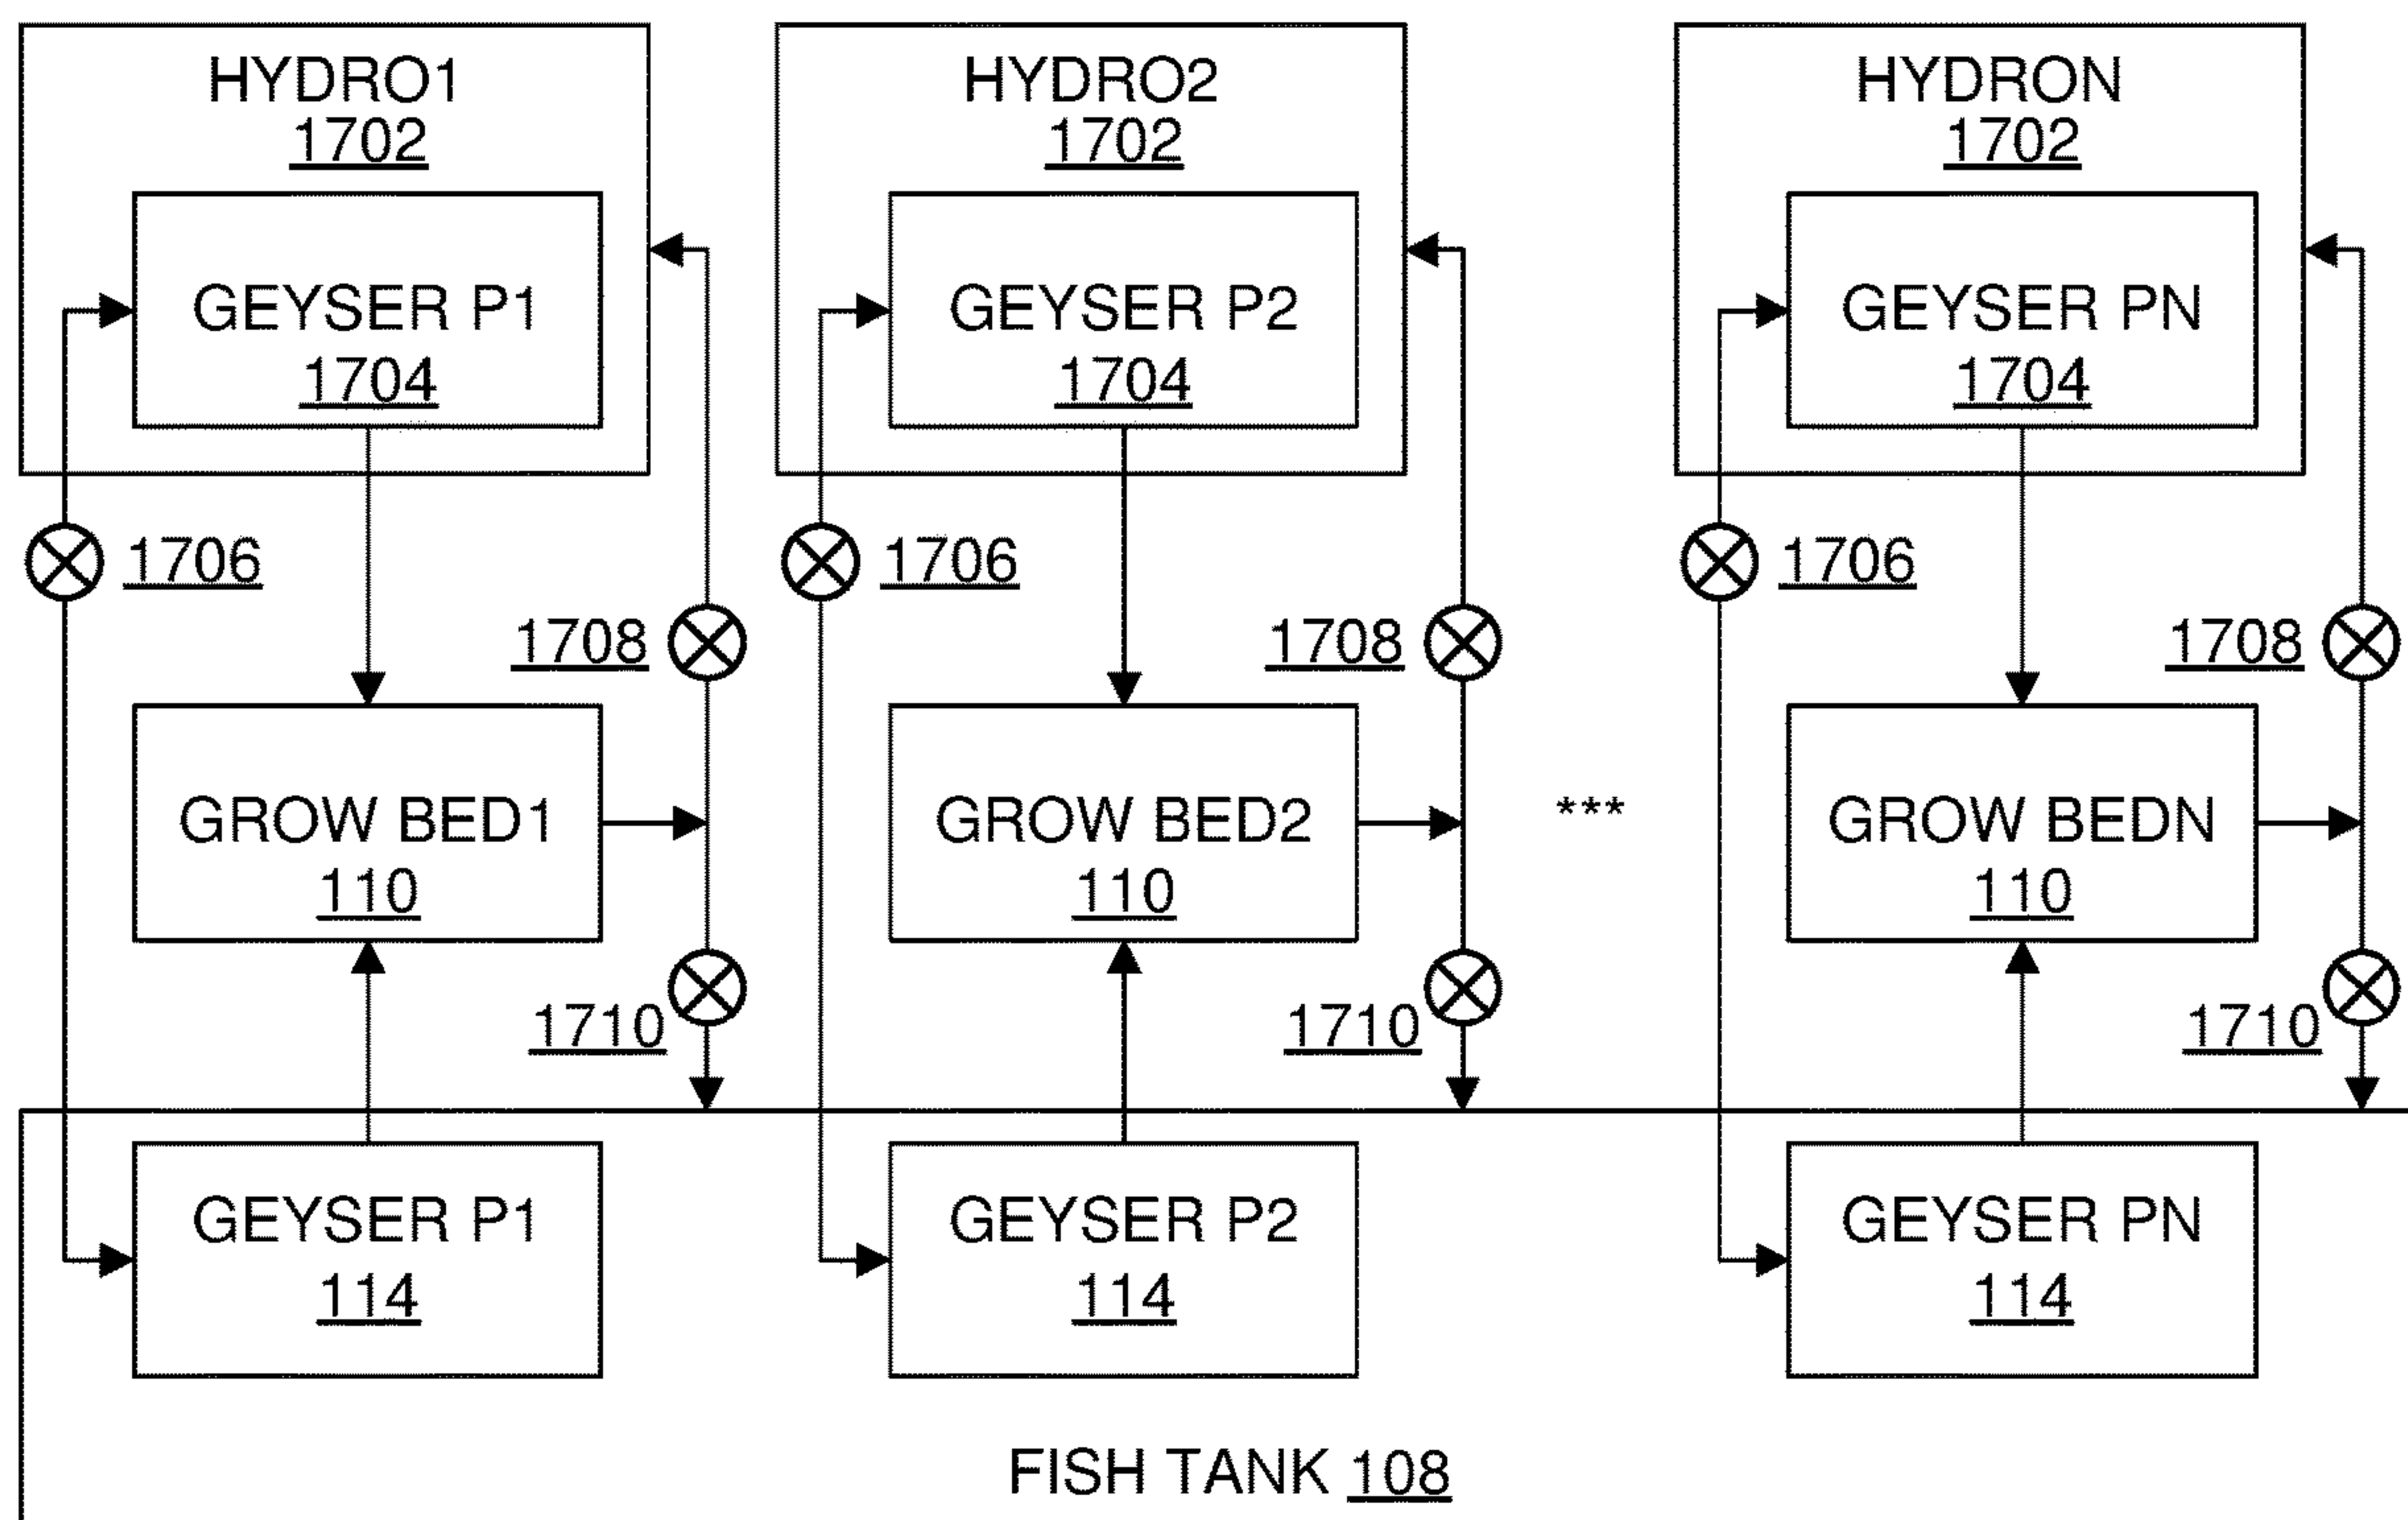 HYDRO1
1702
GEYSER P1
1704
HYDRO2
1702
GEYSER P2
1704
HYDRON
1702
GEYSER PN
1704
1706
1708
1706
1708
1706
1708
GROW BED1
110
GROW BED2
110
***
GROW BEDN
110
1710
1710
1710
GEYSER P1
114
GEYSER P2
114
GEYSER PN
114
FISH TANK 108